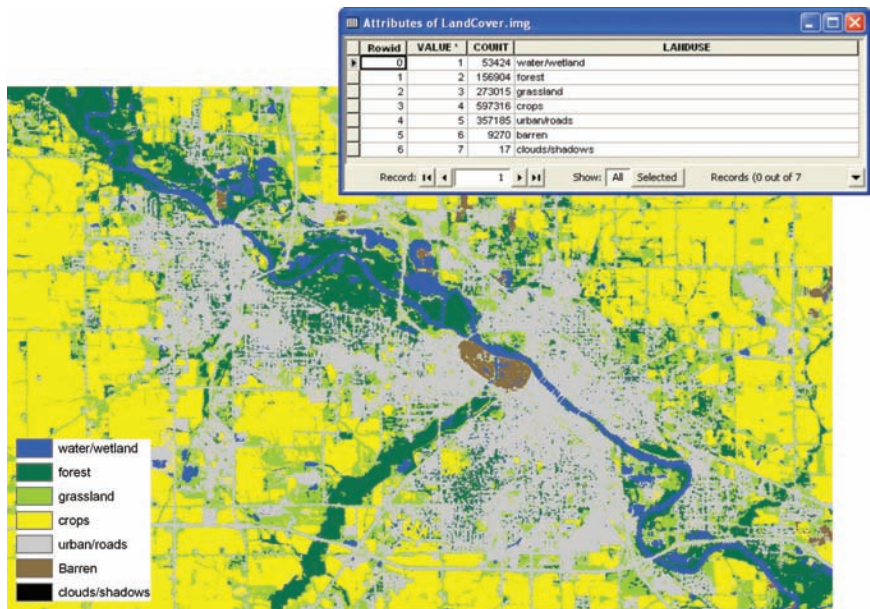 Attributes of LandCover.img
Rowid VALUE * COUNT LANDUSE
0 1 53424 water/wetland
1 2 156904 forest
2 3 273015 grassland
3 4 597316 crops
4 5 357185 urban/roads
5 6 9270 barren
6 7 17 clouds/shadows
Record: 1 Show: All Selected Records (0 out of 7
water/wetland
forest
grassland
crops
urban/roads
Barren
clouds/shadows